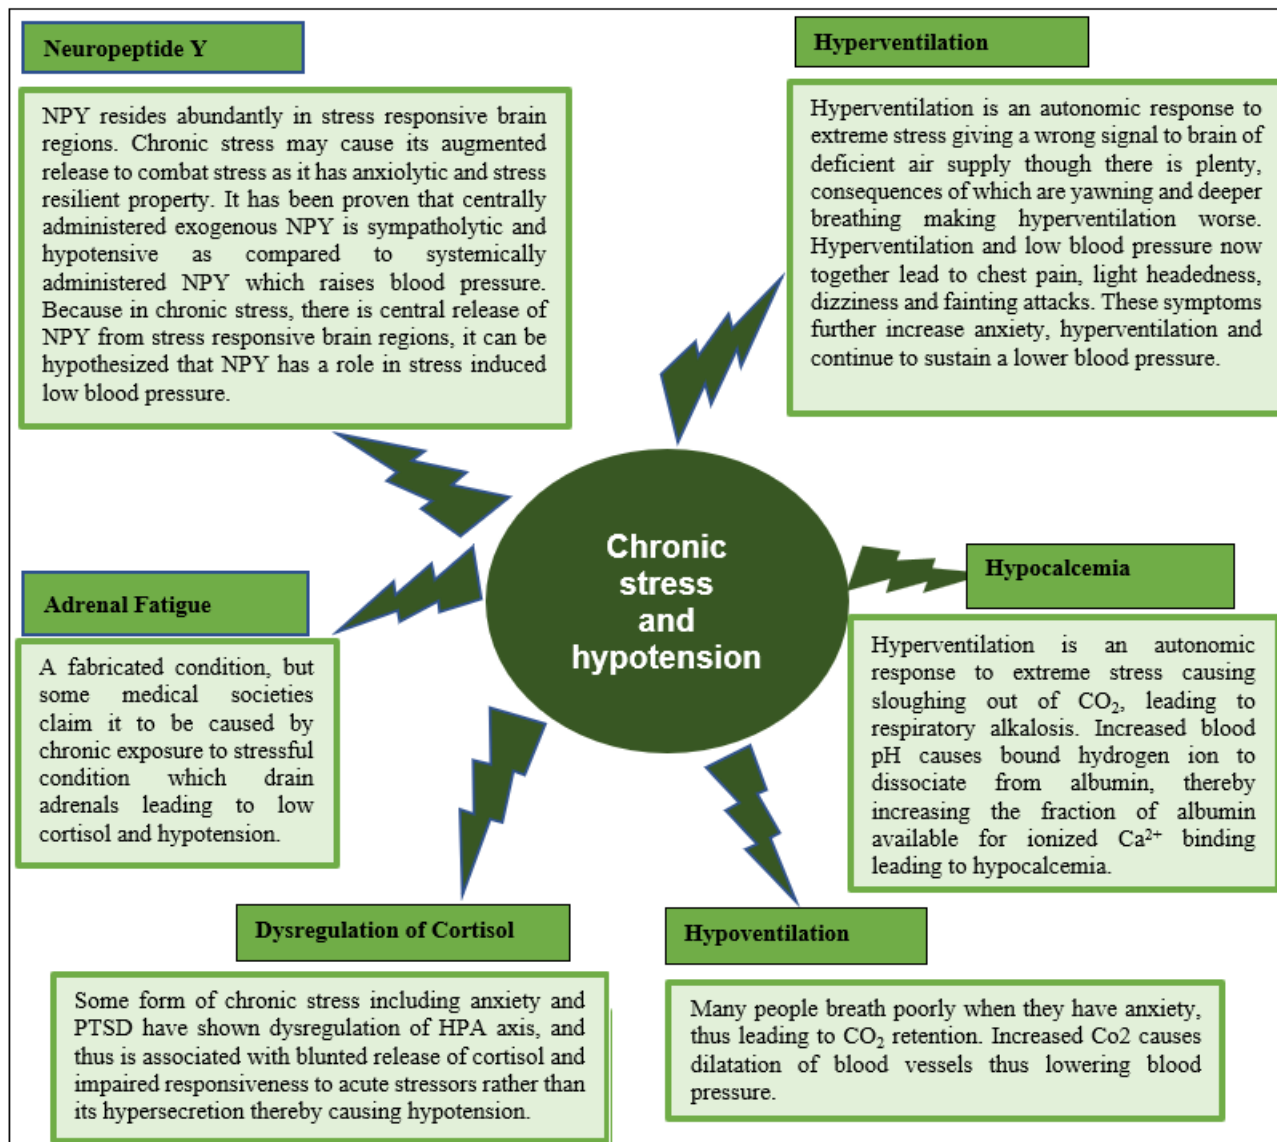 Neuropeptide Y
NPY resides abundantly in stress responsive brain
regions. Chronic stress may cause its augmented
release to combat stress as it has anxiolytic and stress
resilient property. It has been proven that centrally
administered exogenous NPY is sympatholytic and
hypotensive as compared to systemically
administered NPY which raises blood pressure.
Because in chronic stress, there is central release of
NPY from stress responsive brain regions, it can be
hypothesized that NPY has a role in stress induced
low blood pressure.
Hyperventilation
Hyperventilation is an autonomic response to
extreme stress giving a wrong signal to brain of
deficient air supply though there is plenty,
consequences of which are yawning and deeper
breathing making hyperventilation worse.
Hyperventilation and low blood pressure now
together lead to chest pain, light headedness,
dizziness and fainting attacks. These symptoms
further increase anxiety, hyperventilation and
continue to sustain a lower blood pressure.
Chronic
stress
and
hypotension
Adrenal Fatigue
A fabricated condition, but
some medical societies
claim it to be caused by
chronic exposure to stressful
condition which drain
adrenals leading to low
cortisol and hypotension.
Hypocalcemia
Hyperventilation is an autonomic
response to extreme stress causing
sloughing out of CO₂, leading to
respiratory alkalosis. Increased blood
pH causes bound hydrogen ion to
dissociate from albumin, thereby
increasing the fraction of albumin
available for ionized Ca²⁺ binding
leading to hypocalcemia.
Dysregulation of Cortisol
Some form of chronic stress including anxiety and
PTSD have shown dysregulation of HPA axis, and
thus is associated with blunted release of cortisol and
impaired responsiveness to acute stressors rather than
its hypersecretion thereby causing hypotension.
Hypoventilation
Many people breath poorly when they have anxiety,
thus leading to CO₂ retention. Increased Co2 causes
dilatation of blood vessels thus lowering blood
pressure.